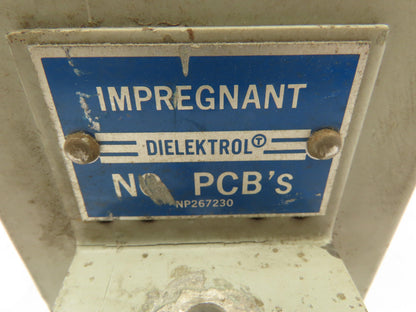 IMPREGNANT
DIELEKTROL Ⓣ
NO PCB'S
NP267230